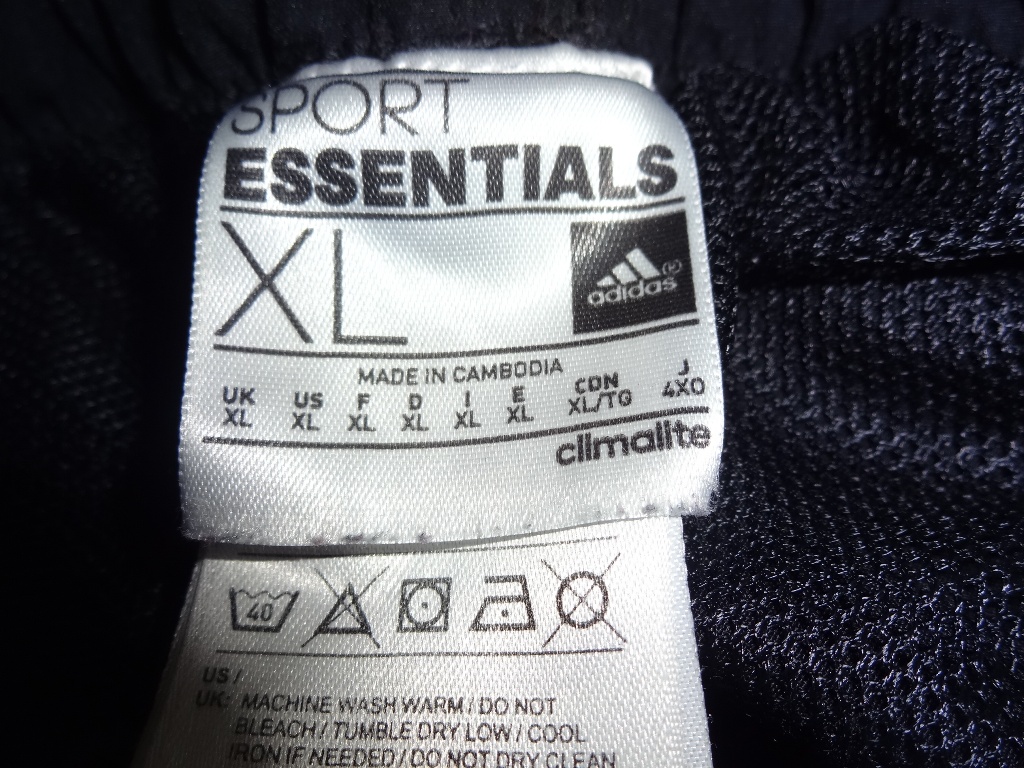 SPORT
ESSENTIALS
XL
adidas®
MADE IN CAMBODIA
UK US F D I E CDN J
XL XL XL XL XL XL XL/TG 4XO
climalite
40
US /
UK: MACHINE WASH WARM / DO NOT
BLEACH / TUMBLE DRY LOW / COOL
IRON IF NEEDED / DO NOT DRY CLEAN